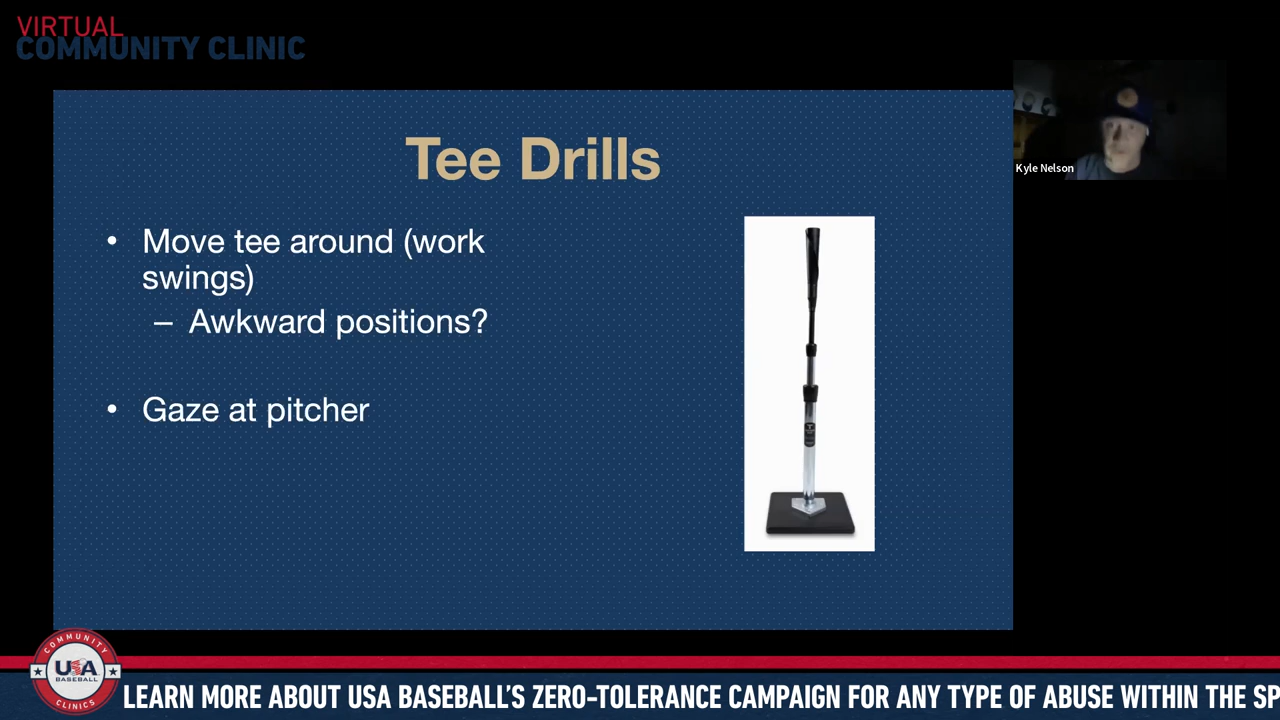 VIRTUAL
COMMUNITY CLINIC
Tee Drills
• Move tee around (work
swings)
– Awkward positions?
• Gaze at pitcher
Kyle Nelson
COMMUNITY
USA
BASEBALL
CLINICS
LEARN MORE ABOUT USA BASEBALL'S ZERO-TOLERANCE CAMPAIGN FOR ANY TYPE OF ABUSE WITHIN THE SP